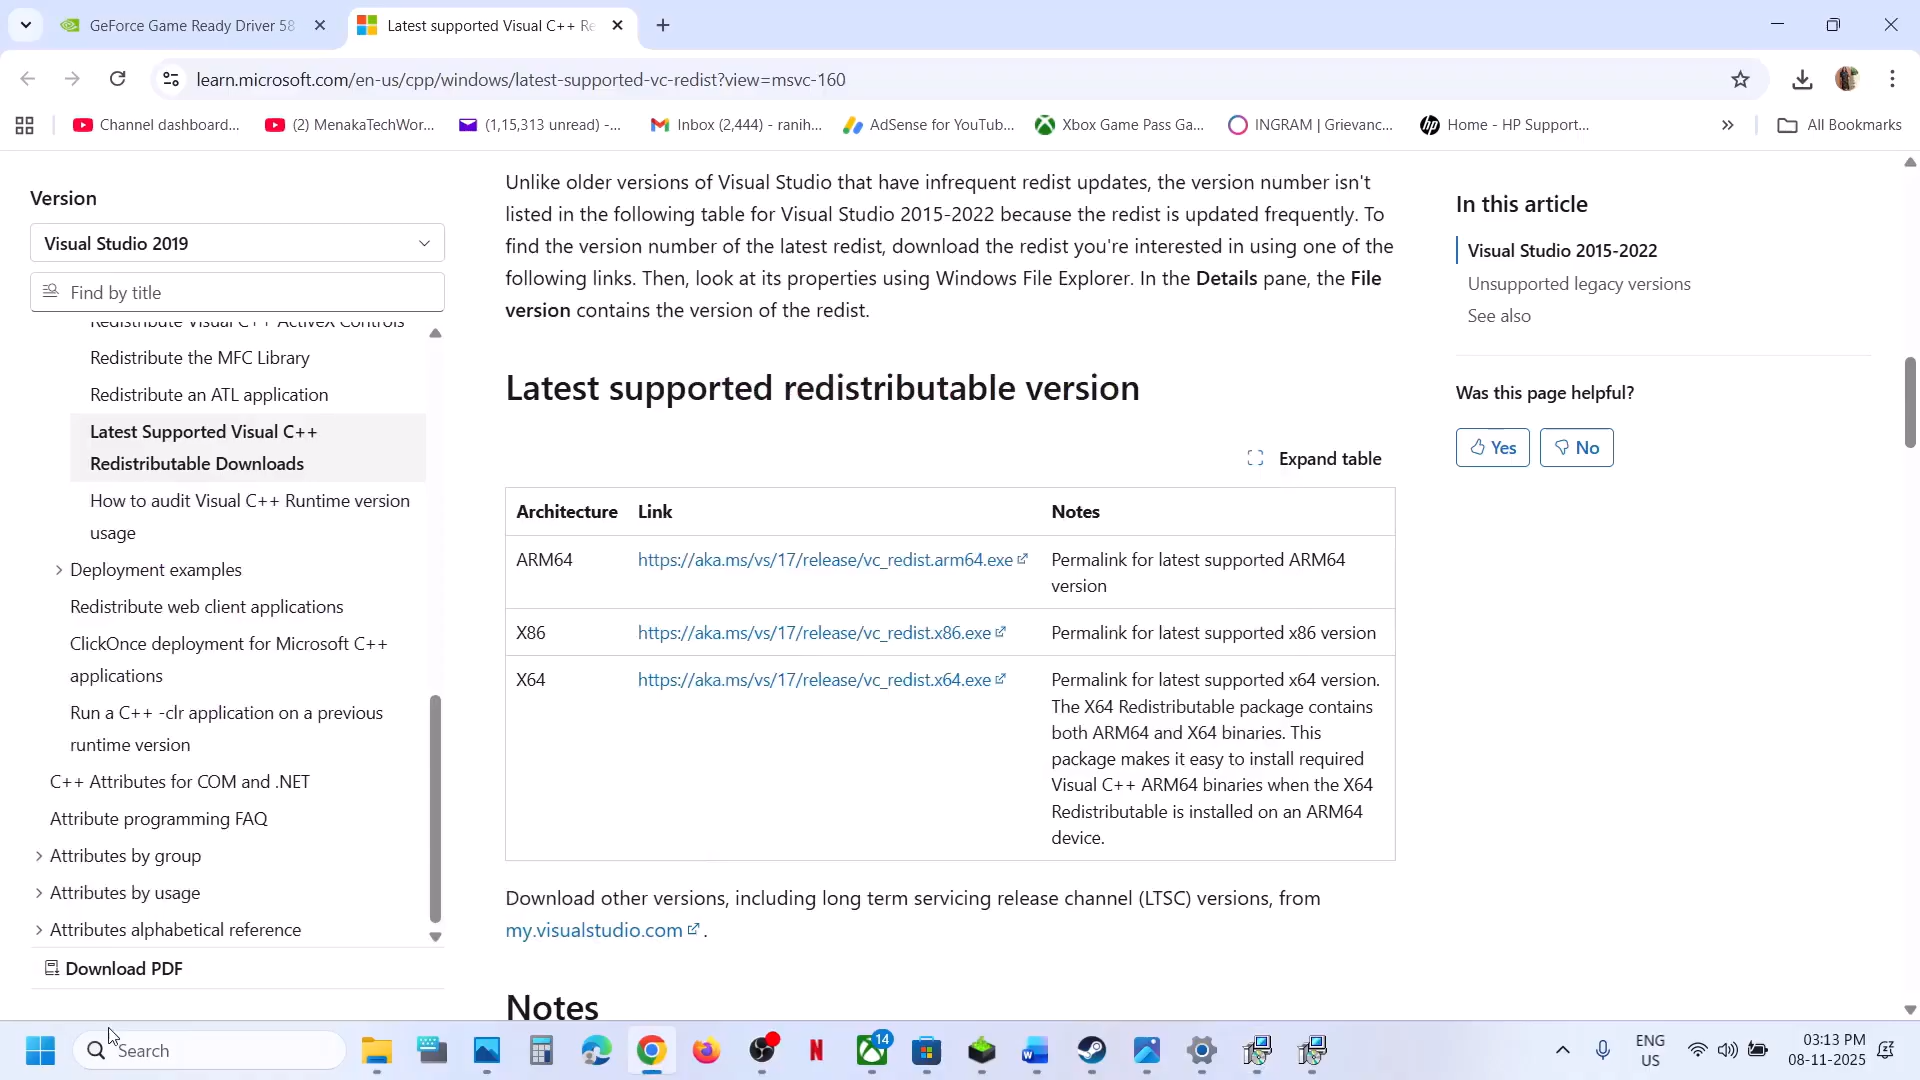 GeForce Game Ready Driver 58
Latest supported Visual C++ Re
learn.microsoft.com/en-us/cpp/windows/latest-supported-vc-redist?view=msvc-160
Channel dashboard...
(2) MenakaTechWor...
(1,15,313 unread) -...
Inbox (2,444) - ranih...
AdSense for YouTub...
Xbox Game Pass Ga...
INGRAM | Grievanc...
Home - HP Support...
All Bookmarks
Version
Visual Studio 2019
Find by title
Redistribute Visual C++ ActiveX Controls
Redistribute the MFC Library
Redistribute an ATL application
Latest Supported Visual C++
Redistributable Downloads
How to audit Visual C++ Runtime version
usage
Deployment examples
Redistribute web client applications
ClickOnce deployment for Microsoft C++
applications
Run a C++ -clr application on a previous
runtime version
C++ Attributes for COM and .NET
Attribute programming FAQ
Attributes by group
Attributes by usage
Attributes alphabetical reference
Download PDF
Unlike older versions of Visual Studio that have infrequent redist updates, the version number isn't
listed in the following table for Visual Studio 2015-2022 because the redist is updated frequently. To
find the version number of the latest redist, download the redist you're interested in using one of the
following links. Then, look at its properties using Windows File Explorer. In the Details pane, the File
version contains the version of the redist.
Latest supported redistributable version
Expand table
Architecture Link Notes
ARM64 https://aka.ms/vs/17/release/vc_redist.arm64.exe Permalink for latest supported ARM64
version
X86 https://aka.ms/vs/17/release/vc_redist.x86.exe Permalink for latest supported x86 version
X64 https://aka.ms/vs/17/release/vc_redist.x64.exe Permalink for latest supported x64 version.
The X64 Redistributable package contains
both ARM64 and X64 binaries. This
package makes it easy to install required
Visual C++ ARM64 binaries when the X64
Redistributable is installed on an ARM64
device.
Download other versions, including long term servicing release channel (LTSC) versions, from
my.visualstudio.com .
Notes
In this article
Visual Studio 2015-2022
Unsupported legacy versions
See also
Was this page helpful?
Yes
No
Search
14
ENG
US
03:13 PM
08-11-2025